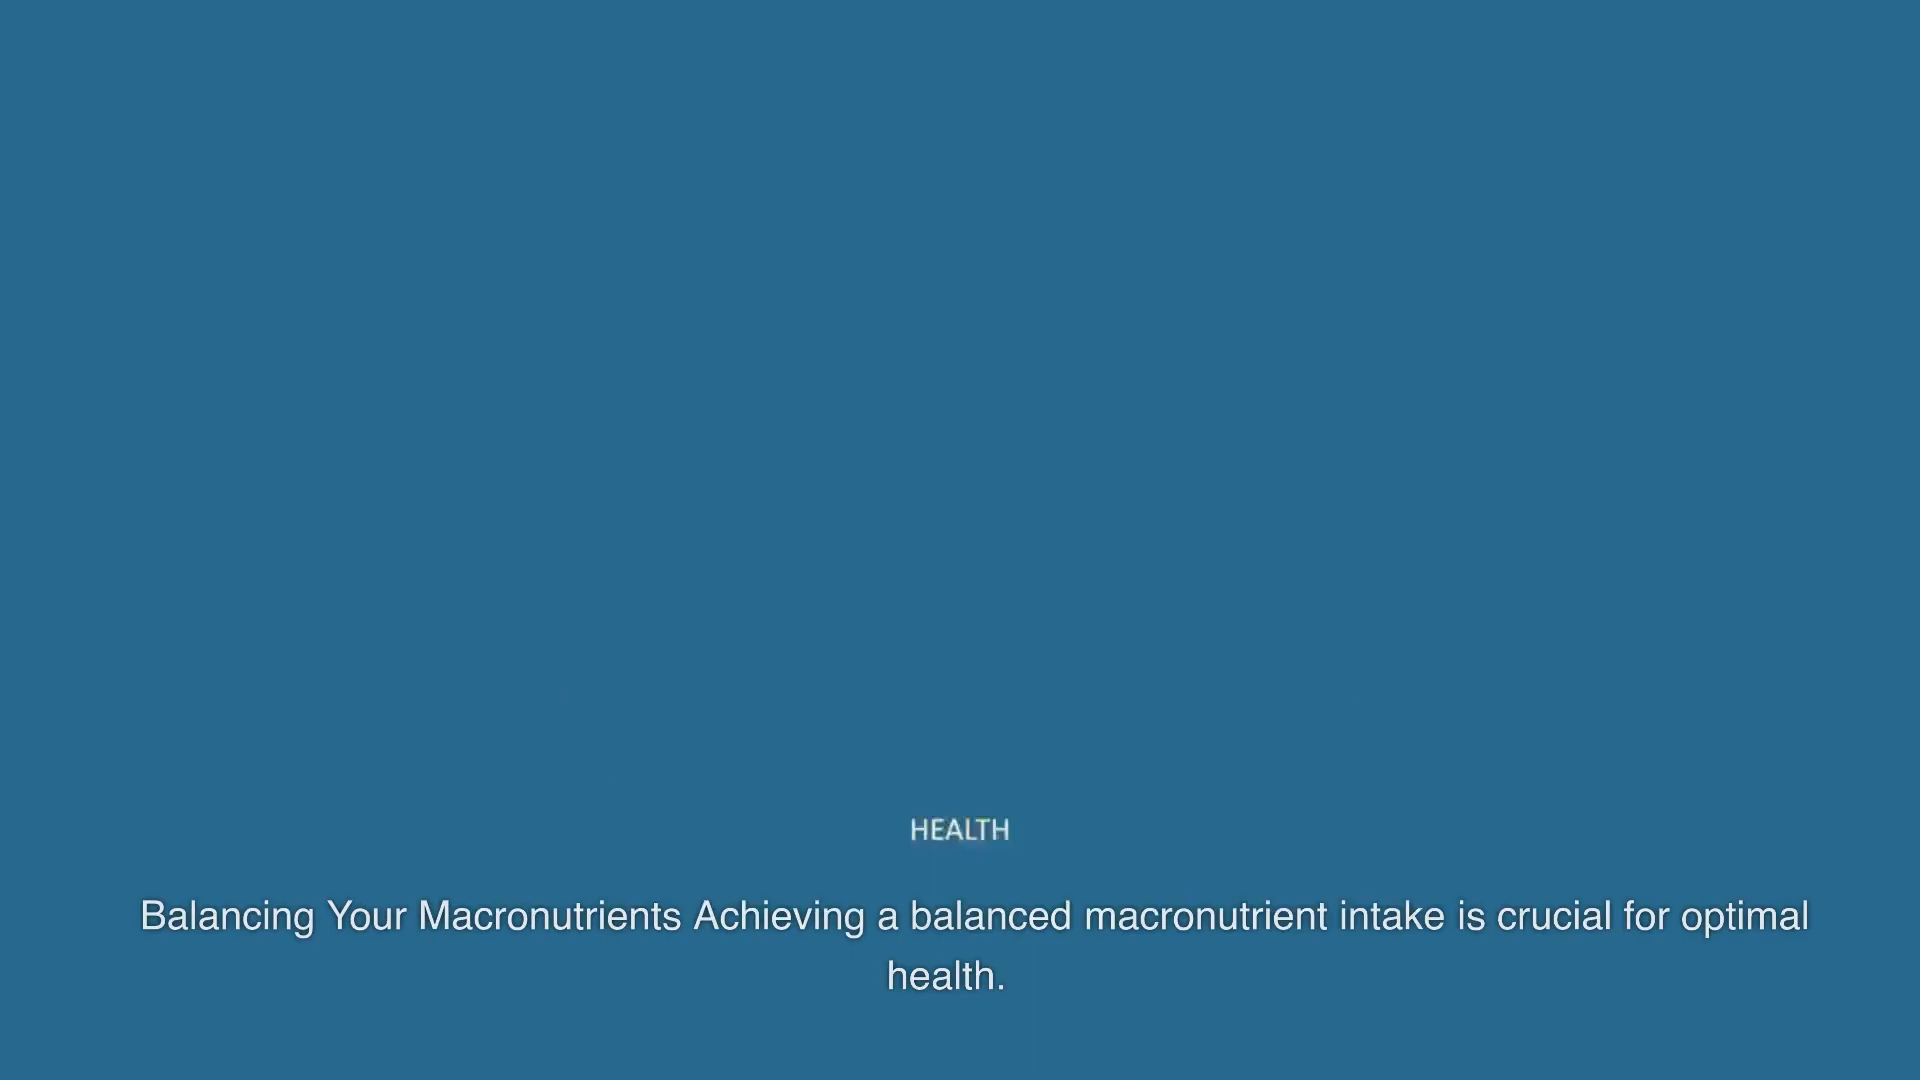 HEALTH
Balancing Your Macronutrients Achieving a balanced macronutrient intake is crucial for optimal
health.